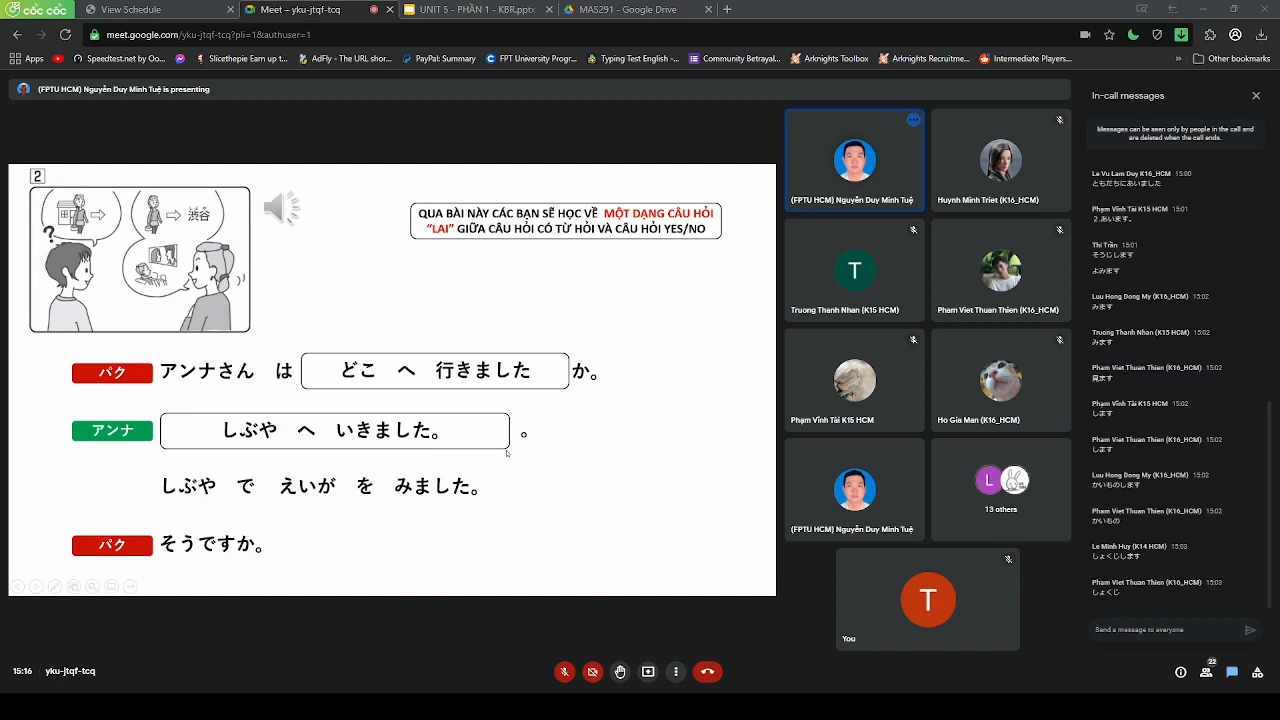 cốc cốc
View Schedule
Meet – yku-jtqf-tcq
UNIT 5 - PHẦN 1 - KBR.pptx
MAS291 - Google Drive
meet.google.com/yku-jtqf-tcq?pli=1&authuser=1
Apps
Speedtest.net by Oo...
Slicethepie Earn up t...
AdFly - The URL shor...
PayPal: Summary
FPT University Progr...
Typing Test English -...
Community Betrayal...
Arknights Toolbox
Arknights Recruitme...
Intermediate Players...
»
Other bookmarks
(FPTU HCM) Nguyễn Duy Minh Tuệ is presenting
2
渋谷
?
QUA BÀI NÀY CÁC BẠN SẼ HỌC VỀ MỘT DẠNG CÂU HỎI
“LAI” GIỮA CÂU HỎI CÓ TỪ HỎI VÀ CÂU HỎI YES/NO
パク アンナさん は どこ へ 行きました か。
アンナ しぶや へ いきました。 。
しぶや で えいが を みました。
パク そうですか。
(FPTU HCM) Nguyễn Duy Minh Tuệ
Huynh Minh Triet (K16_HCM)
T
Truong Thanh Nhan (K15 HCM)
Pham Viet Thuan Thien (K16_HCM)
Phạm Vĩnh Tài K15 HCM
Ho Gia Man (K16_HCM)
(FPTU HCM) Nguyễn Duy Minh Tuệ
L
13 others
T
You
In-call messages
Messages can be seen only by people in the call and
are deleted when the call ends.
Le Vu Lam Duy K16_HCM 15:00
ともだちにあいました
Phạm Vĩnh Tài K15 HCM 15:01
２.あいます。
Thi Trần 15:01
そうじします
よみます
Luu Hong Dong My (K16_HCM) 15:02
みます
Truong Thanh Nhan (K15 HCM) 15:02
みます
Pham Viet Thuan Thien (K16_HCM) 15:02
見ます
Phạm Vĩnh Tài K15 HCM 15:02
します
Pham Viet Thuan Thien (K16_HCM) 15:02
します
Luu Hong Dong My (K16_HCM) 15:02
かいものします
Pham Viet Thuan Thien (K16_HCM) 15:02
かいもの
Le Minh Huy (K14 HCM) 15:03
しょくじします
Pham Viet Thuan Thien (K16_HCM) 15:03
しょくじ
Send a message to everyone
15:16
yku-jtqf-tcq
22